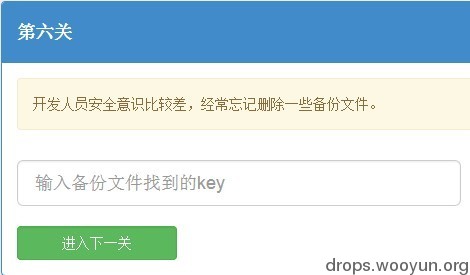 第六关
开发人员安全意识比较差，经常忘记删除一些备份文件。
输入备份文件找到的key
进入下一关
drops.wooyun.org